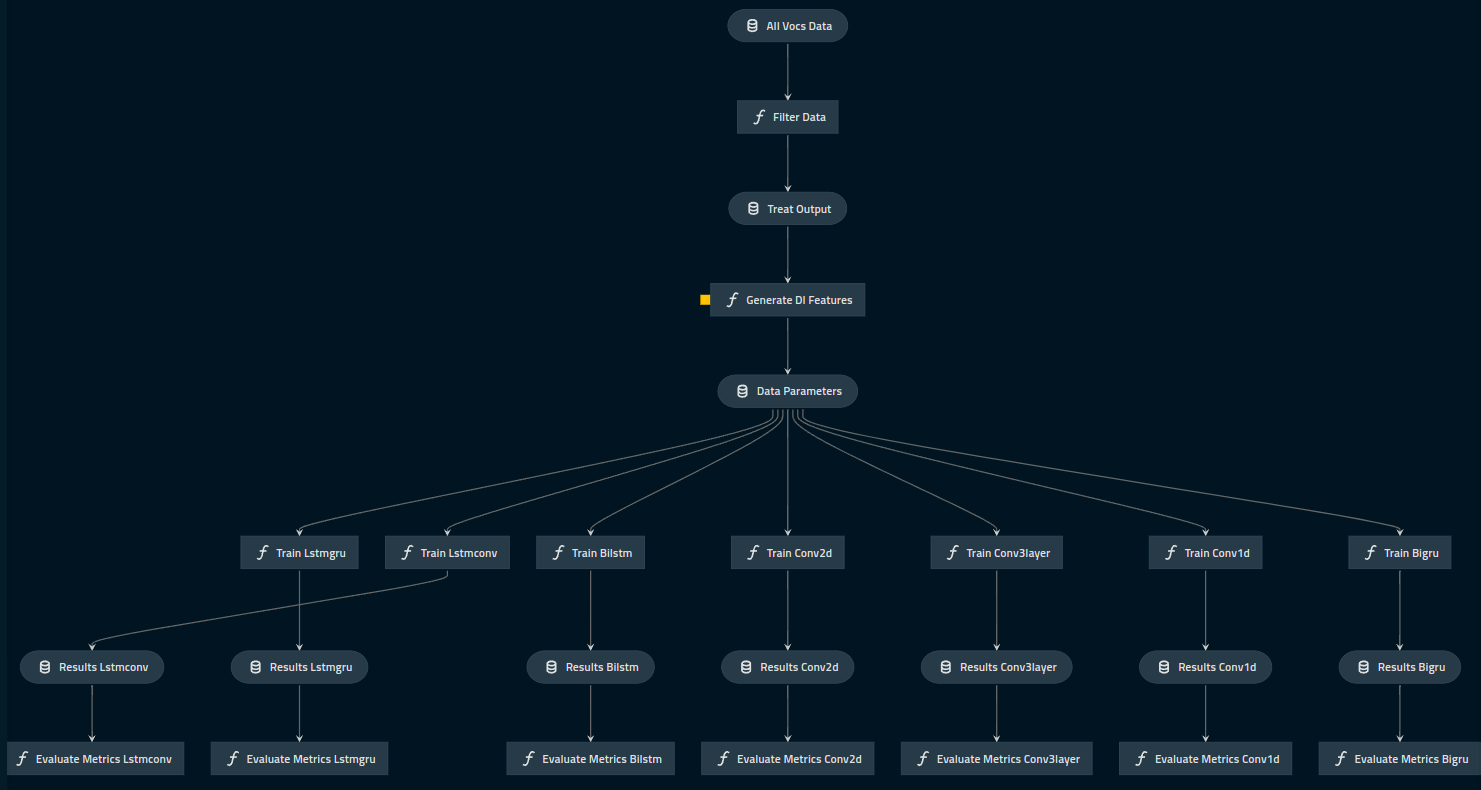 All Vocs Data
Filter Data
Treat Output
Generate Dl Features
Data Parameters
Train Lstmgru
Train Lstmconv
Train Bilstm
Train Conv2d
Train Conv3layer
Train Conv1d
Train Bigru
Results Lstmconv
Results Lstmgru
Results Bilstm
Results Conv2d
Results Conv3layer
Results Conv1d
Results Bigru
Evaluate Metrics Lstmconv
Evaluate Metrics Lstmgru
Evaluate Metrics Bilstm
Evaluate Metrics Conv2d
Evaluate Metrics Conv3layer
Evaluate Metrics Conv1d
Evaluate Metrics Bigru